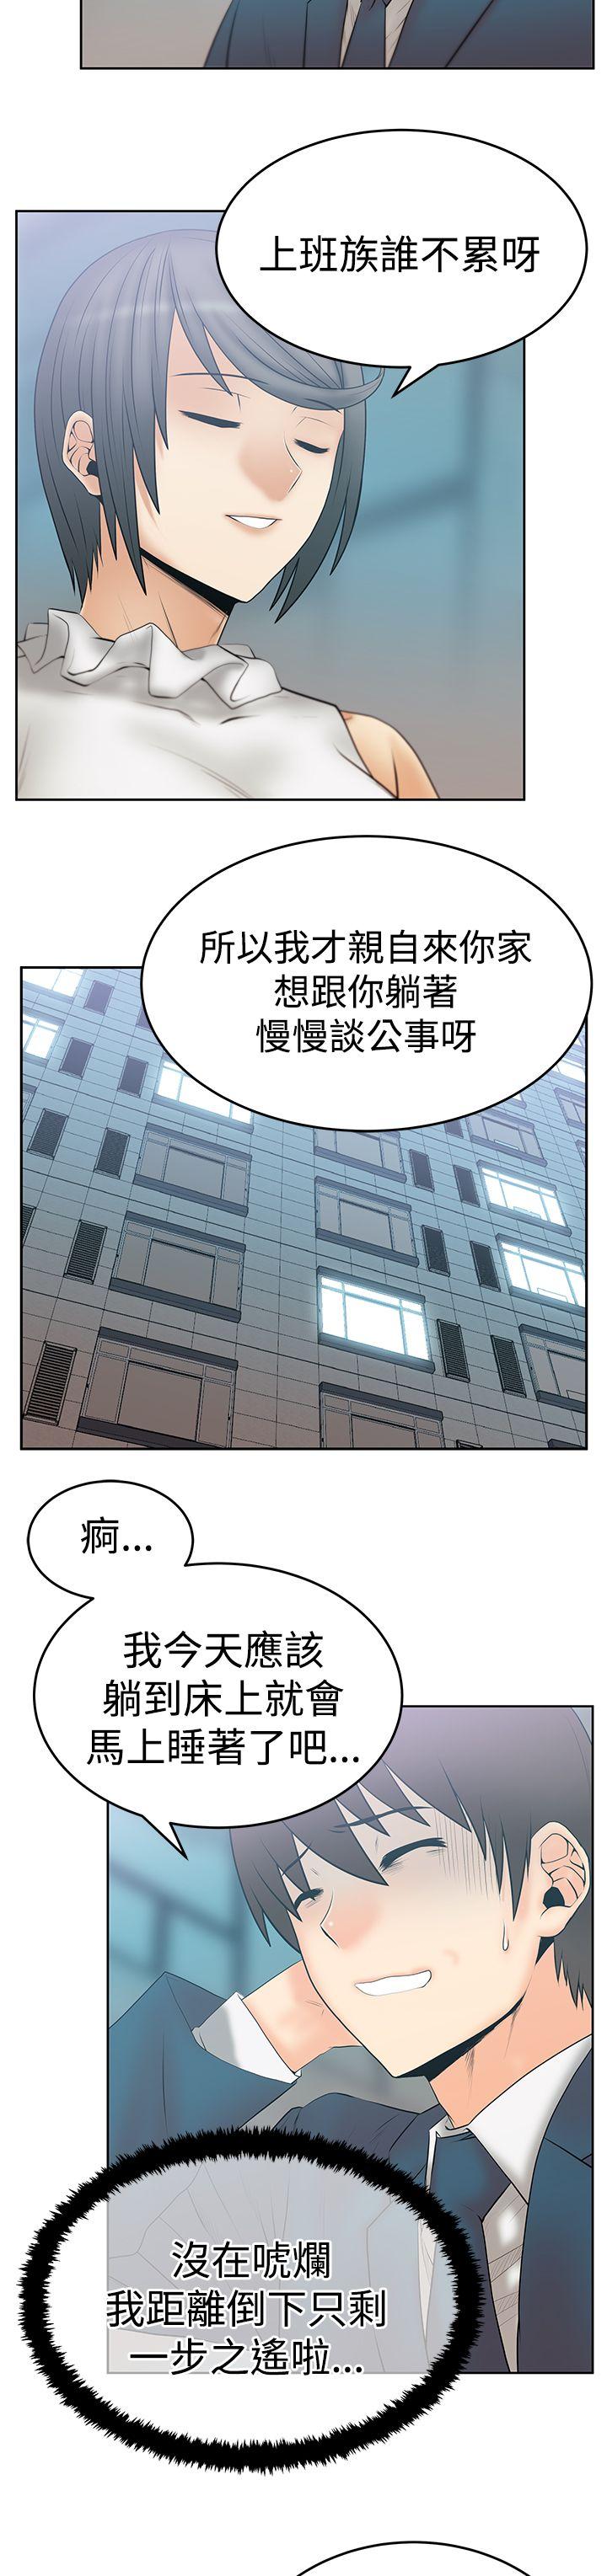 上班族誰不累呀
所以我才親自來你家
想跟你躺著
慢慢談公事呀
痾...
我今天應該
躺到床上就會
馬上睡著了吧...
沒在唬爛
我距離倒下只剩
一步之遙啦...